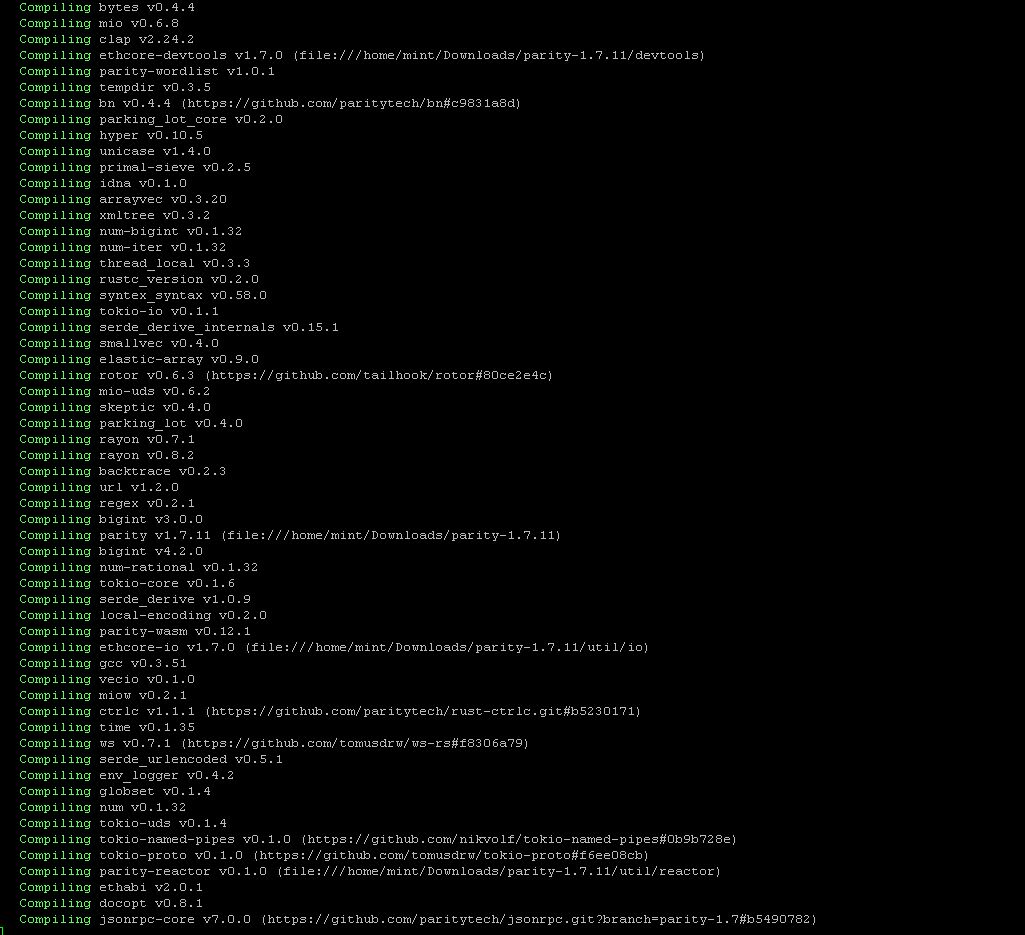 Compiling bytes v0.4.4
Compiling mio v0.6.8
Compiling clap v2.24.2
Compiling ethcore-devtools v1.7.0 (file:///home/mint/Downloads/parity-1.7.11/devtools)
Compiling parity-wordlist v1.0.1
Compiling tempdir v0.3.5
Compiling bn v0.4.4 (https://github.com/paritytech/bn#c9831a8d)
Compiling parking_lot_core v0.2.0
Compiling hyper v0.10.5
Compiling unicase v1.4.0
Compiling primal-sieve v0.2.5
Compiling idna v0.1.0
Compiling arrayvec v0.3.20
Compiling xmltree v0.3.2
Compiling num-bigint v0.1.32
Compiling num-iter v0.1.32
Compiling thread_local v0.3.3
Compiling rustc_version v0.2.0
Compiling syntex_syntax v0.58.0
Compiling tokio-io v0.1.1
Compiling serde_derive_internals v0.15.1
Compiling smallvec v0.4.0
Compiling elastic-array v0.9.0
Compiling rotor v0.6.3 (https://github.com/tailhook/rotor#80ce2e4c)
Compiling mio-uds v0.6.2
Compiling skeptic v0.4.0
Compiling parking_lot v0.4.0
Compiling rayon v0.7.1
Compiling rayon v0.8.2
Compiling backtrace v0.2.3
Compiling url v1.2.0
Compiling regex v0.2.1
Compiling bigint v3.0.0
Compiling parity v1.7.11 (file:///home/mint/Downloads/parity-1.7.11)
Compiling bigint v4.2.0
Compiling num-rational v0.1.32
Compiling tokio-core v0.1.6
Compiling serde_derive v1.0.9
Compiling local-encoding v0.2.0
Compiling parity-wasm v0.12.1
Compiling ethcore-io v1.7.0 (file:///home/mint/Downloads/parity-1.7.11/util/io)
Compiling gcc v0.3.51
Compiling vecio v0.1.0
Compiling miow v0.2.1
Compiling ctrlc v1.1.1 (https://github.com/paritytech/rust-ctrlc.git#b5230171)
Compiling time v0.1.35
Compiling ws v0.7.1 (https://github.com/tomusdrw/ws-rs#f8306a79)
Compiling serde_urlencoded v0.5.1
Compiling env_logger v0.4.2
Compiling globset v0.1.4
Compiling num v0.1.32
Compiling tokio-uds v0.1.4
Compiling tokio-named-pipes v0.1.0 (https://github.com/nikvolf/tokio-named-pipes#0b9b728e)
Compiling tokio-proto v0.1.0 (https://github.com/tomusdrw/tokio-proto#f6ee08cb)
Compiling parity-reactor v0.1.0 (file:///home/mint/Downloads/parity-1.7.11/util/reactor)
Compiling ethabi v2.0.1
Compiling docopt v0.8.1
Compiling jsonrpc-core v7.0.0 (https://github.com/paritytech/jsonrpc.git?branch=parity-1.7#b5490782)